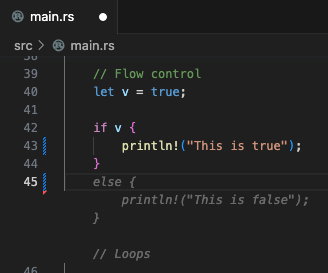 main.rs
src > main.rs
39 // Flow control
40 let v = true;
41
42 if v {
43 println!("This is true");
44 }
45 else {
println!("This is false");
}
// Loops
46